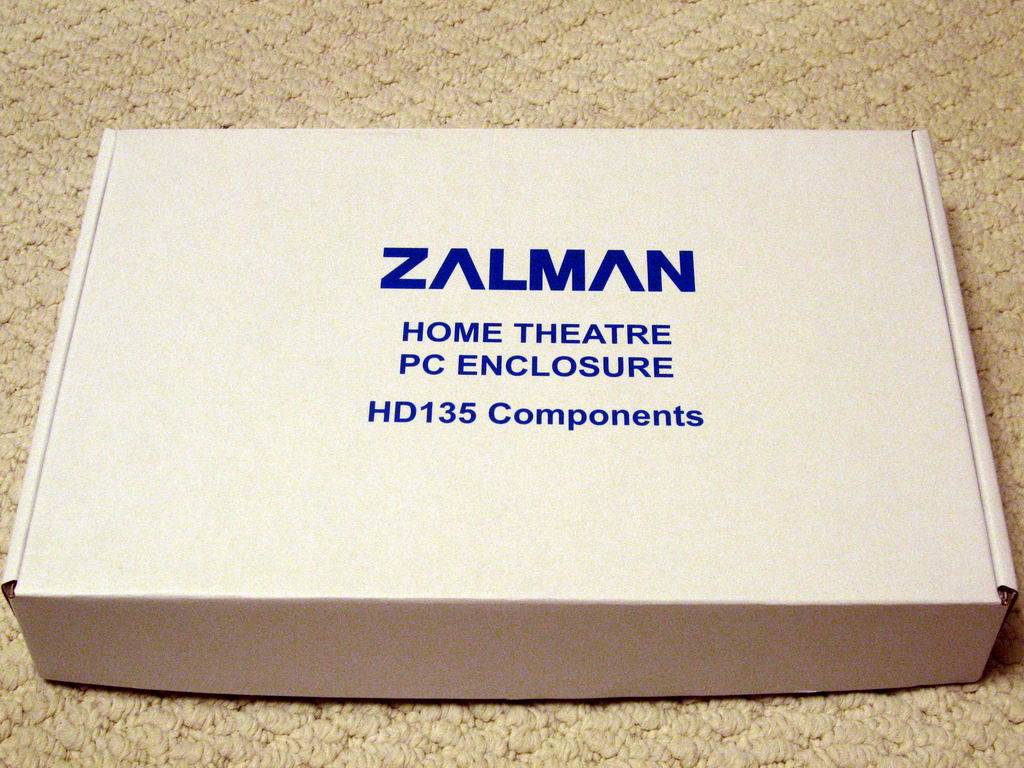 ZALMAN
HOME THEATRE
PC ENCLOSURE
HD135 Components